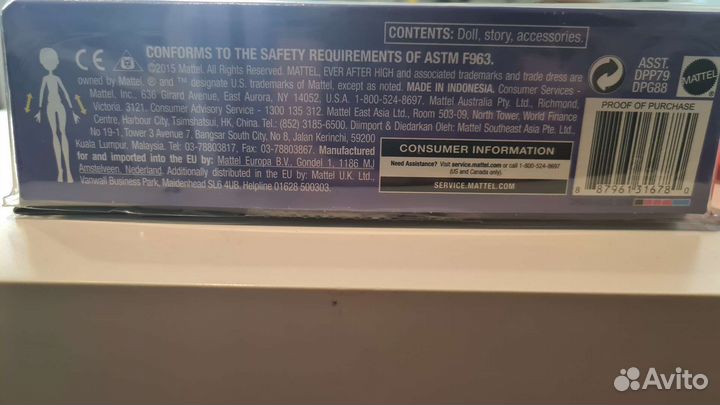 CONTENTS: Doll, story, accessories.
CE
CONFORMS TO THE SAFETY REQUIREMENTS OF ASTM F963.
©2015 Mattel. All Rights Reserved. MATTEL, EVER AFTER HIGH and associated trademarks and trade dress are
owned by Mattel. ® and ™ designate U.S. trademarks of Mattel, except as noted. MADE IN INDONESIA. Consumer Services -
Mattel, Inc., 636 Girard Avenue, East Aurora, NY 14052, U.S.A. 1-800-524-8697. Mattel Australia Pty. Ltd., Richmond,
Victoria. 3121. Consumer Advisory Service - 1300 135 312. Mattel East Asia Ltd., Room 503-09, North Tower, World Finance
Centre, Harbour City, Tsimshatsui, HK, China. Tel.: (852) 3185-6500. Diimport & Diedarkan Oleh: Mattel Southeast Asia Pte. Ltd.
No 19-1, Tower 3 Avenue 7, Bangsar South City, No 8, Jalan Kerinchi, 59200
Kuala Lumpur, Malaysia. Tel: 03-78803817, Fax: 03-78803867. Manufactured
for and imported into the EU by: Mattel Europa B.V., Gondel 1, 1186 MJ
Amstelveen, Nederland. Additionally distributed in the EU by: Mattel U.K. Ltd.,
Vanwall Business Park, Maidenhead SL6 4UB. Helpline 01628 500303.
CONSUMER INFORMATION
Need Assistance? Visit service.mattel.com or call 1-800-524-8697
(US and Canada only).
SERVICE.MATTEL.COM
ASST.
DPP79
DPG88
MATTEL
PROOF OF PURCHASE
8 87961 31678 0
Avito